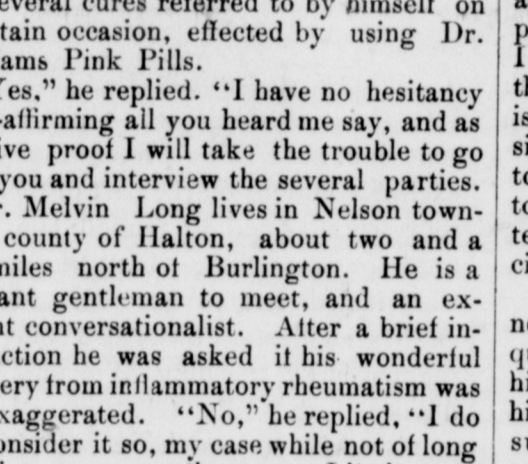 several cures referred to by himself on
tain occasion, effected by using Dr.
ams Pink Pills.
Yes," he replied. "I have no hesitancy
-affirming all you heard me say, and as
ive proof I will take the trouble to go
you and interview the several parties.
r. Melvin Long lives in Nelson town-
county of Halton, about two and a
miles north of Burlington. He is a
ant gentleman to meet, and an ex-
nt conversationalist. After a brief in-
ction he was asked if his wonderful
ery from inflammatory rheumatism was
xaggerated. "No," he replied, "I do
onsider it so, my case while not of long